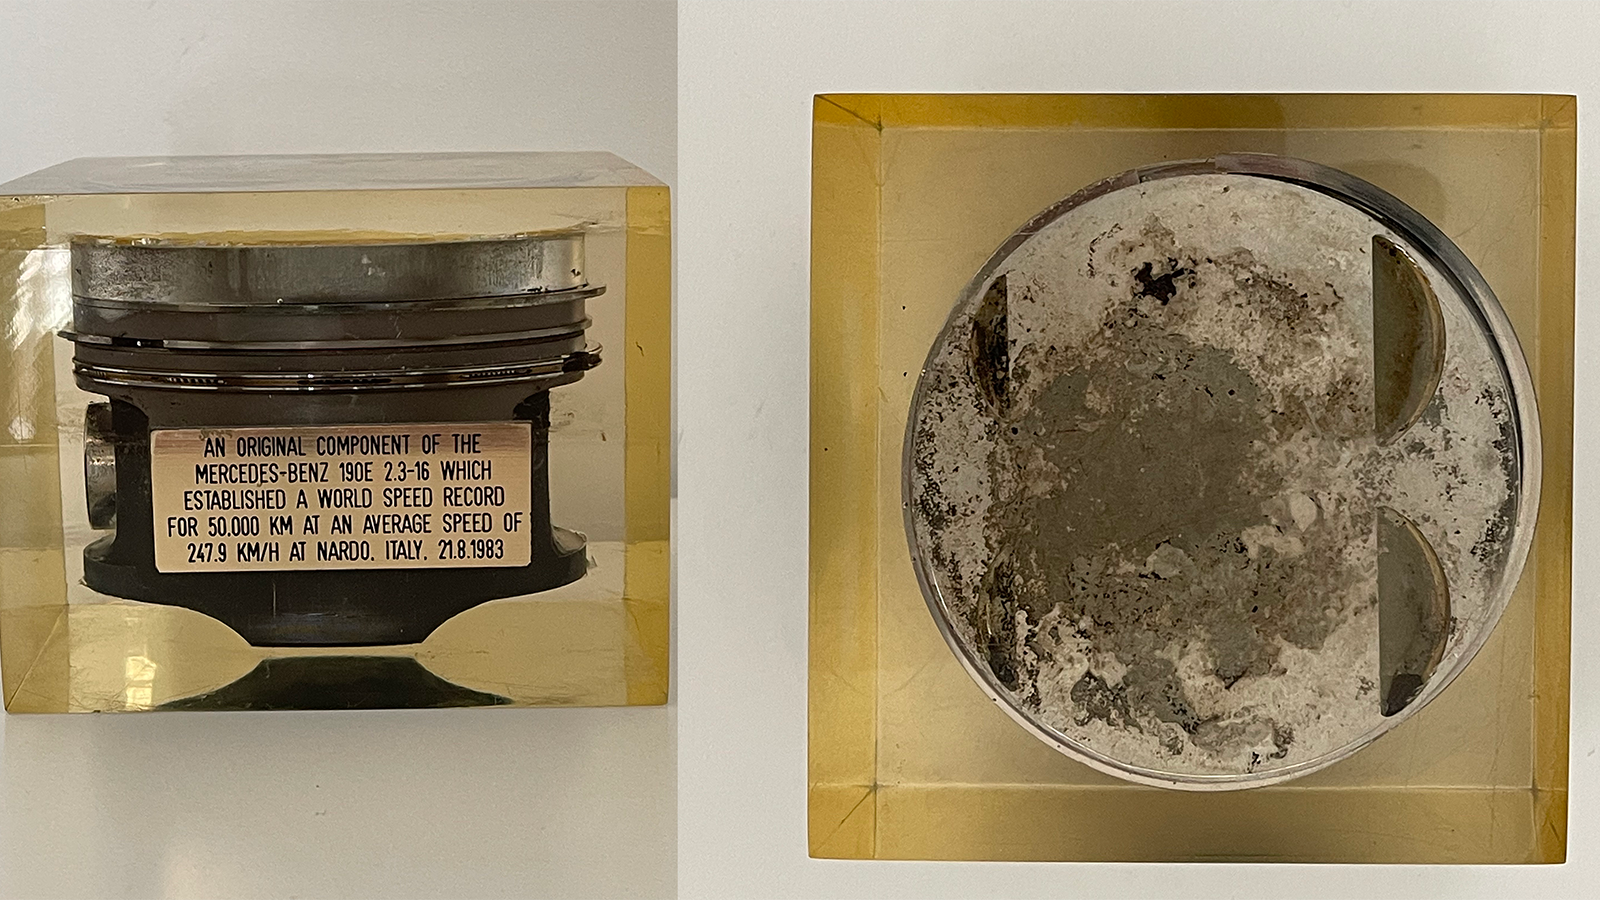 AN ORIGINAL COMPONENT OF THE
MERCEDES-BENZ 190E 2.3-16 WHICH
ESTABLISHED A WORLD SPEED RECORD
FOR 50.000 KM AT AN AVERAGE SPEED OF
247.9 KM/H AT NARDO. ITALY. 21.8.1983